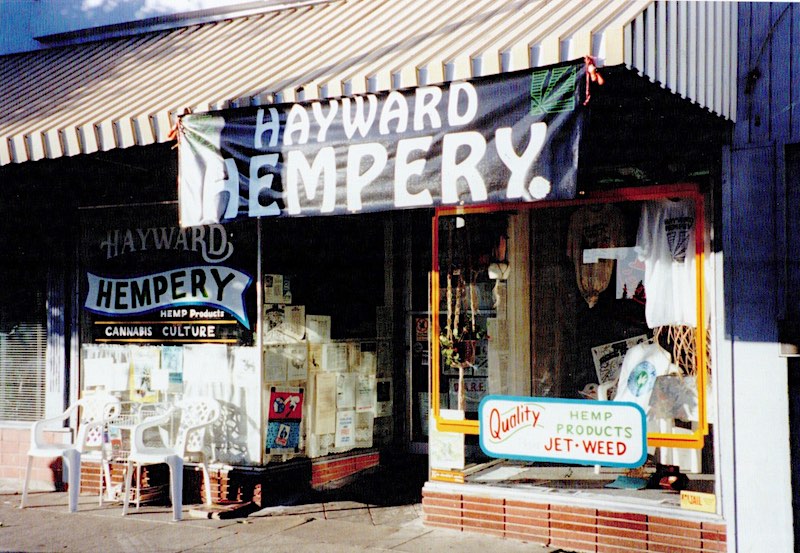 HAYWARD
HEMPERY.
HAYWARD
HEMPERY
HEMP Products
CANNABIS CULTURE
Quality
HEMP
PRODUCTS
JET·WEED